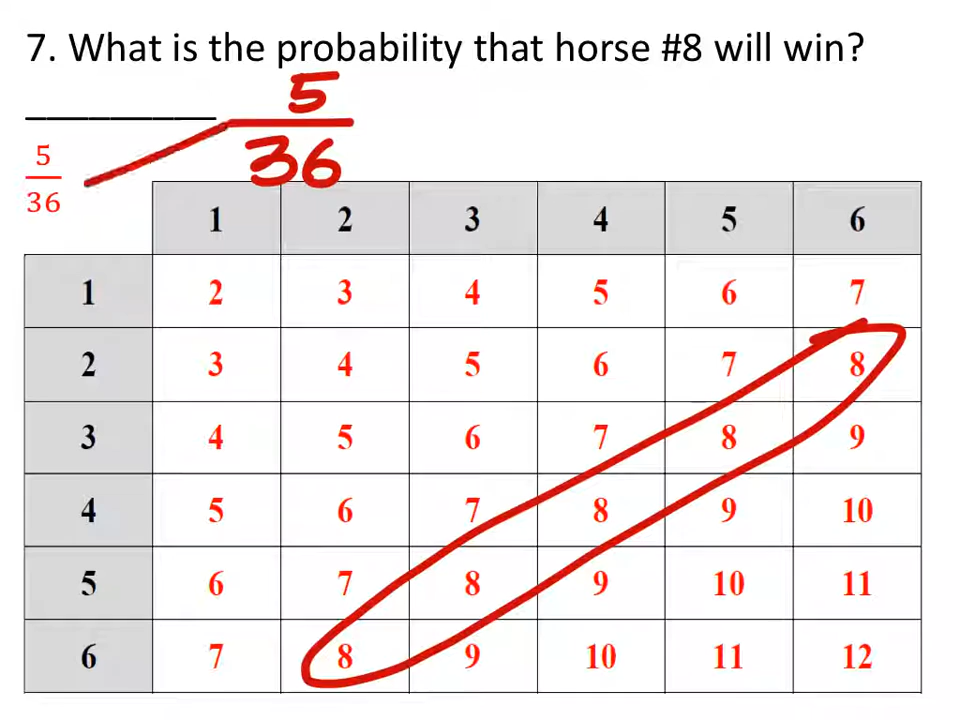 7. What is the probability that horse #8 will win?
_________ 5/36
5/36
1 2 3 4 5 6
1 2 3 4 5 6 7
2 3 4 5 6 7 8
3 4 5 6 7 8 9
4 5 6 7 8 9 10
5 6 7 8 9 10 11
6 7 8 9 10 11 12